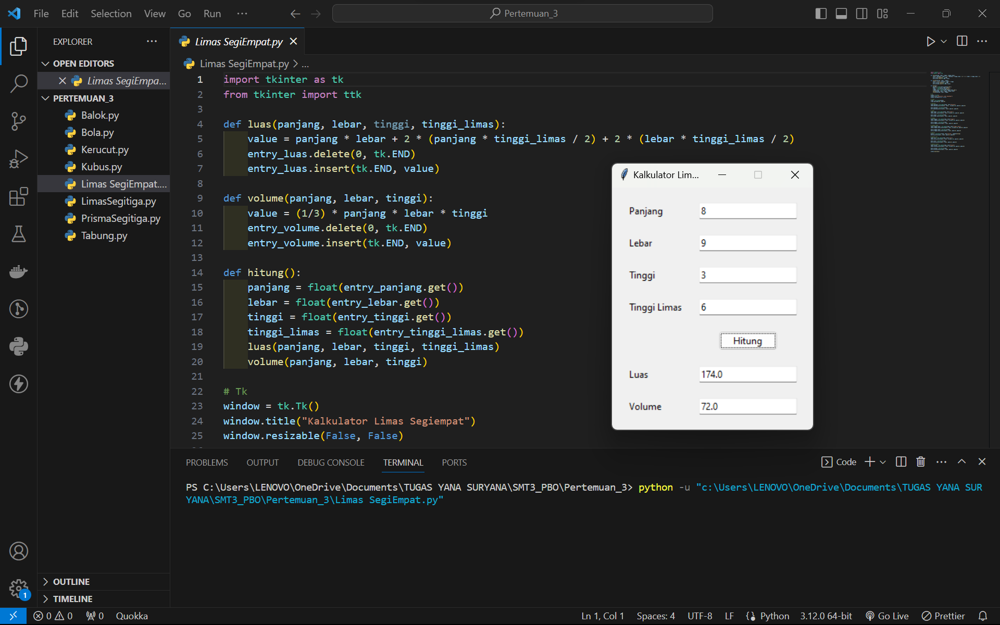 File Edit Selection View Go Run ...
Pertemuan_3
EXPLORER
OPEN EDITORS
Limas SegiEmpa...
PERTEMUAN_3
Balok.py
Bola.py
Kerucut.py
Kubus.py
Limas SegiEmpat....
LimasSegitiga.py
PrismaSegitiga.py
Tabung.py
OUTLINE
TIMELINE
Limas SegiEmpat.py
Limas SegiEmpat.py > ...
1 import tkinter as tk
2 from tkinter import ttk
3
4 def luas(panjang, lebar, tinggi, tinggi_limas):
5 value = panjang * lebar + 2 * (panjang * tinggi_limas / 2) + 2 * (lebar * tinggi_limas / 2)
6 entry_luas.delete(0, tk.END)
7 entry_luas.insert(tk.END, value)
8
9 def volume(panjang, lebar, tinggi):
10 value = (1/3) * panjang * lebar * tinggi
11 entry_volume.delete(0, tk.END)
12 entry_volume.insert(tk.END, value)
13
14 def hitung():
15 panjang = float(entry_panjang.get())
16 lebar = float(entry_lebar.get())
17 tinggi = float(entry_tinggi.get())
18 tinggi_limas = float(entry_tinggi_limas.get())
19 luas(panjang, lebar, tinggi, tinggi_limas)
20 volume(panjang, lebar, tinggi)
21
22 # Tk
23 window = tk.Tk()
24 window.title("Kalkulator Limas Segiempat")
25 window.resizable(False, False)
Kalkulator Lim...
Panjang 8
Lebar 9
Tinggi 3
Tinggi Limas 6
Hitung
Luas 174.0
Volume 72.0
PROBLEMS OUTPUT DEBUG CONSOLE TERMINAL PORTS
Code
PS C:\Users\LENOVO\OneDrive\Documents\TUGAS YANA SURYANA\SMT3_PBO\Pertemuan_3> python -u "c:\Users\LENOVO\OneDrive\Documents\TUGAS YANA SUR
YANA\SMT3_PBO\Pertemuan_3\Limas SegiEmpat.py"
1
0 0 0 Quokka
Ln 1, Col 1 Spaces: 4 UTF-8 LF Python 3.12.0 64-bit Go Live Prettier